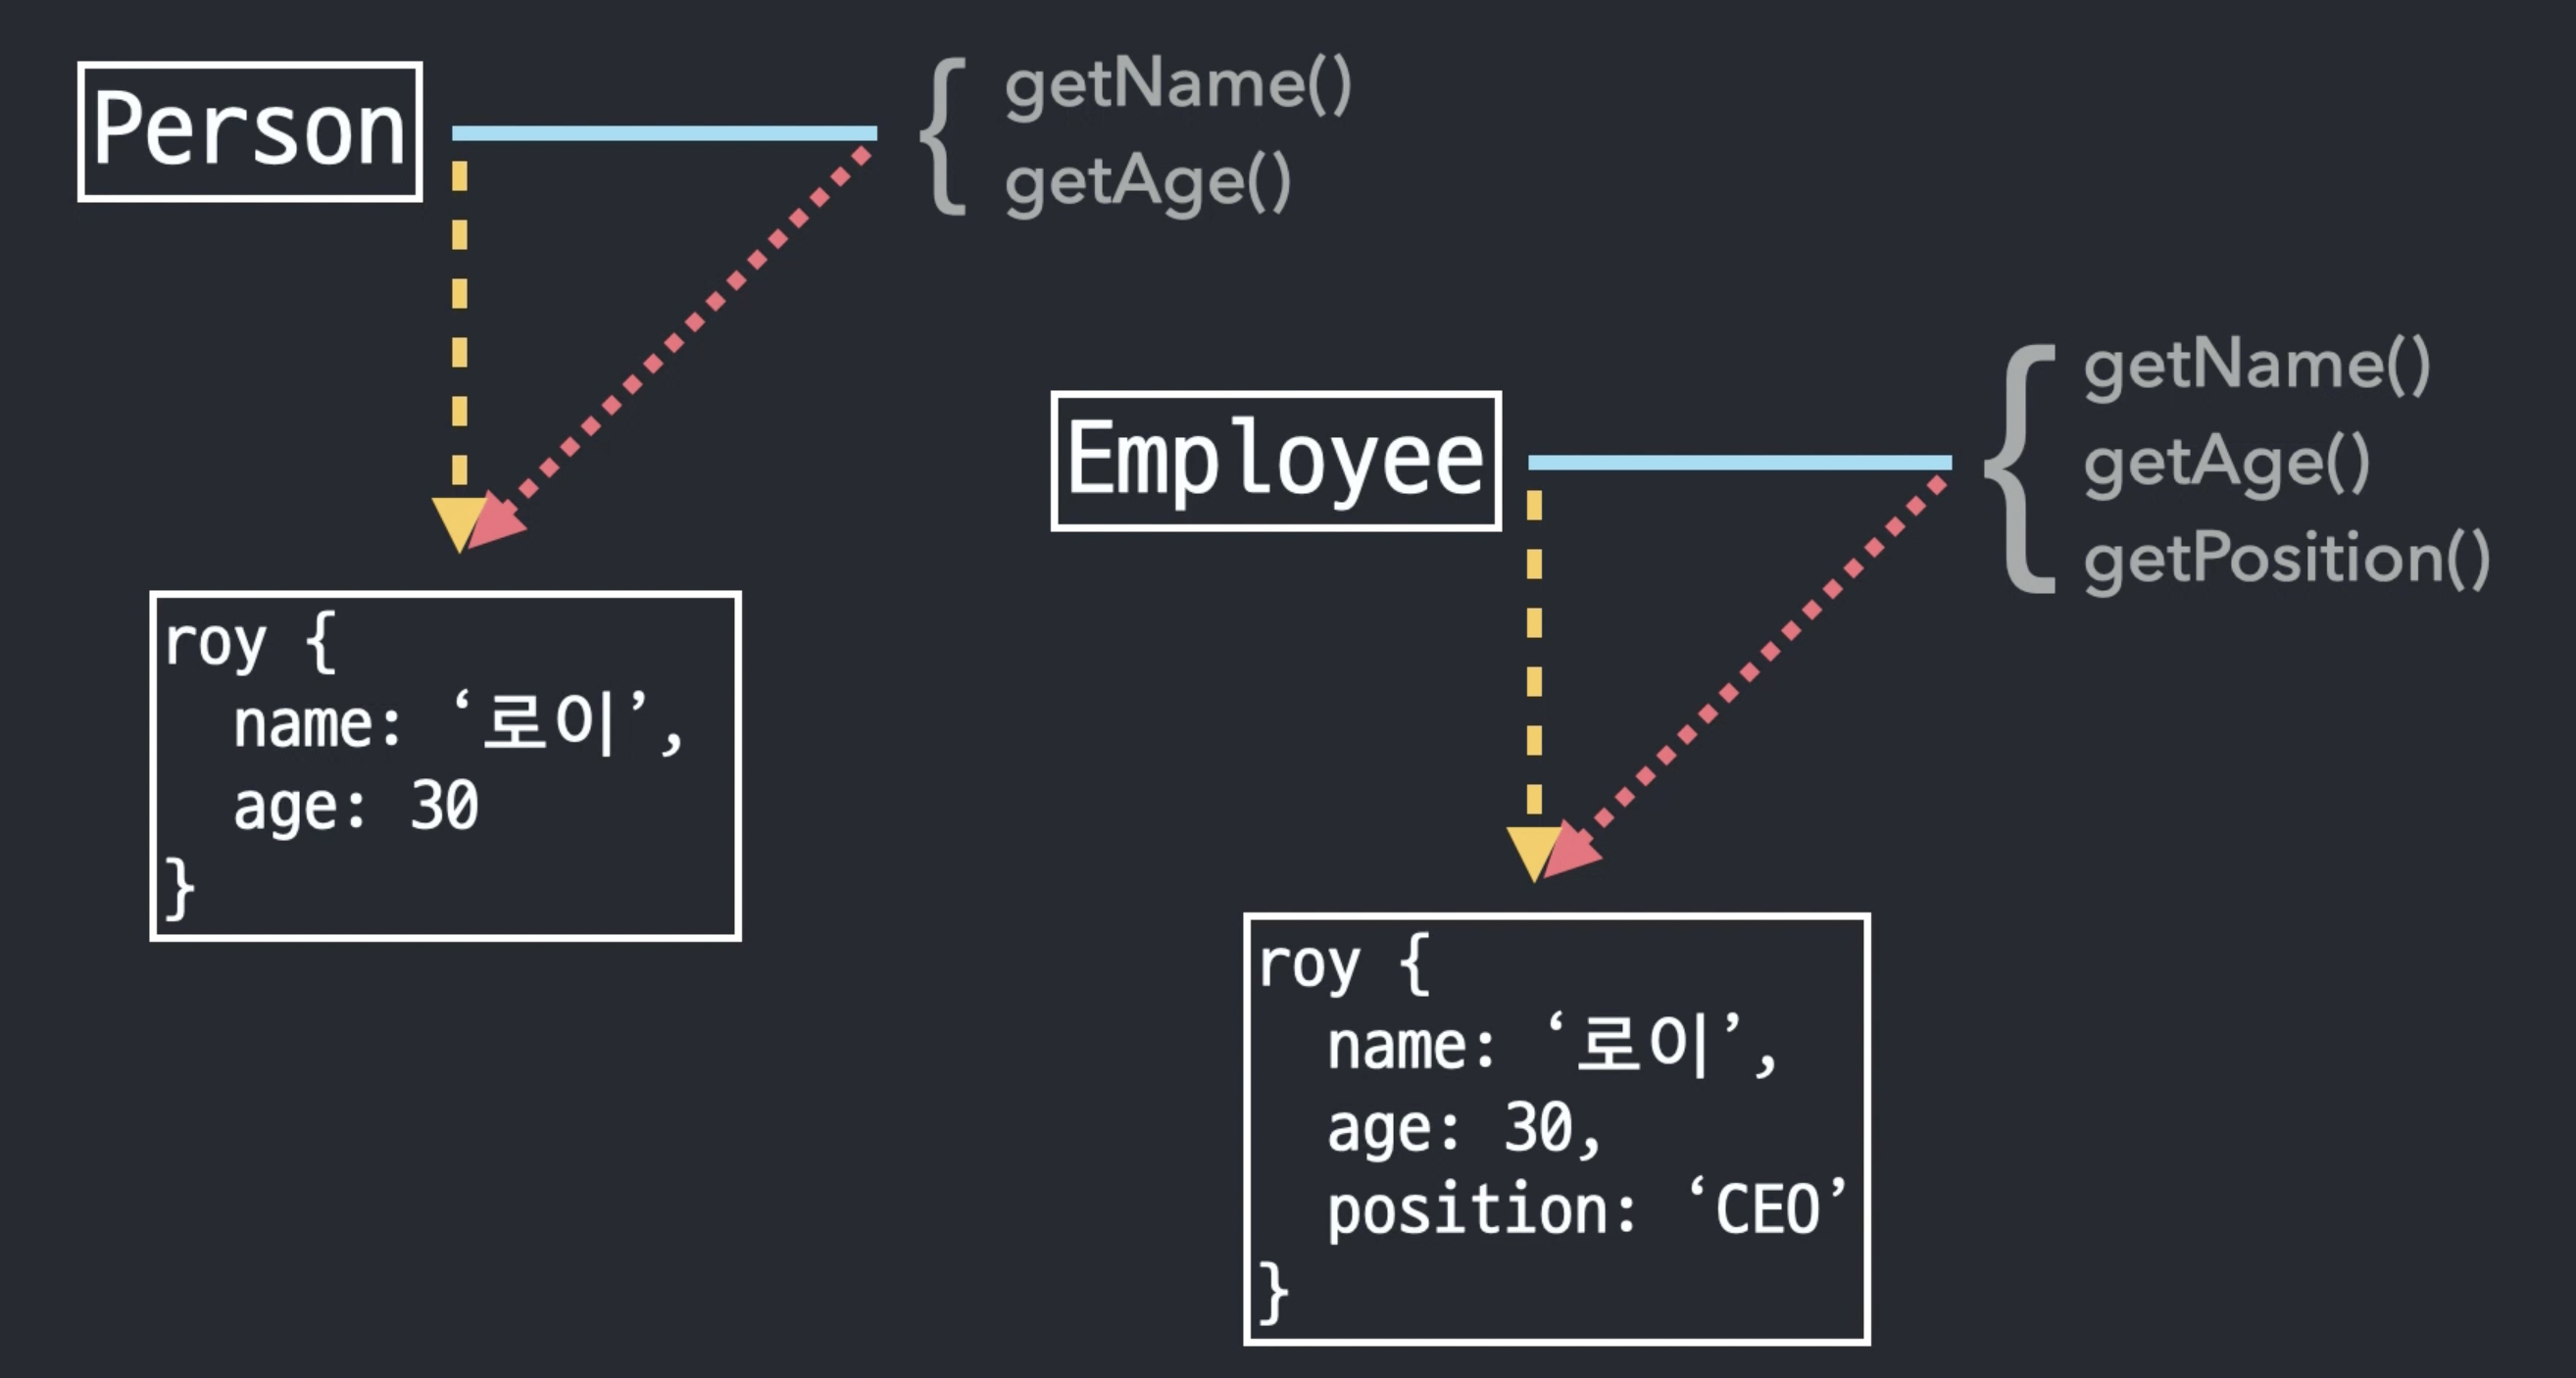 Person
getName()
getAge()
roy {
name: ‘로이’,
age: 30
}
Employee
getName()
getAge()
getPosition()
roy {
name: ‘로이’,
age: 30,
position: ‘CEO’
}